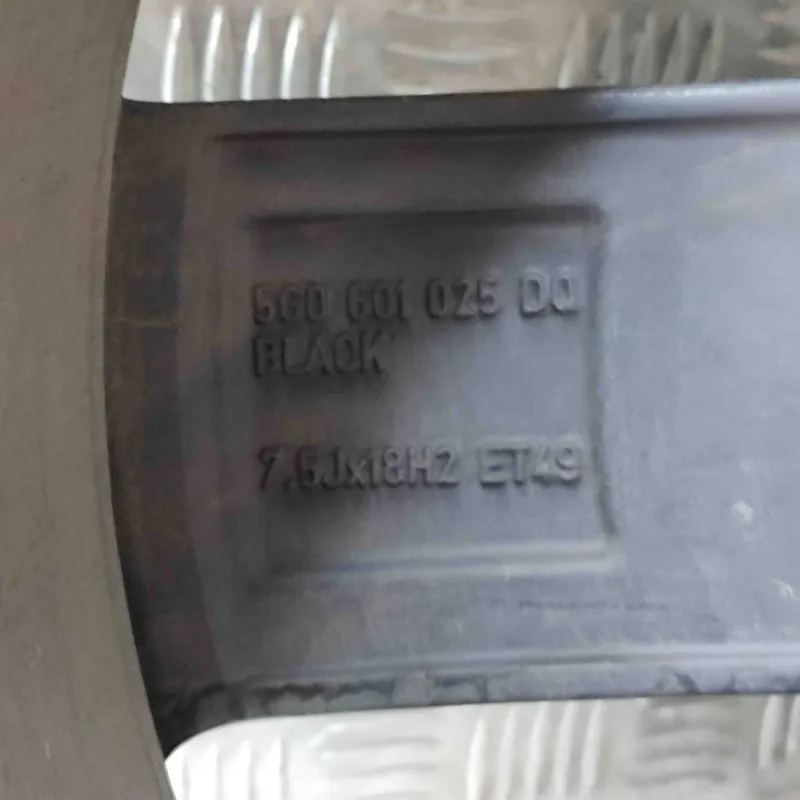 5G0 601 025 DQ
BLACK
7,5Jx18H2 ET49